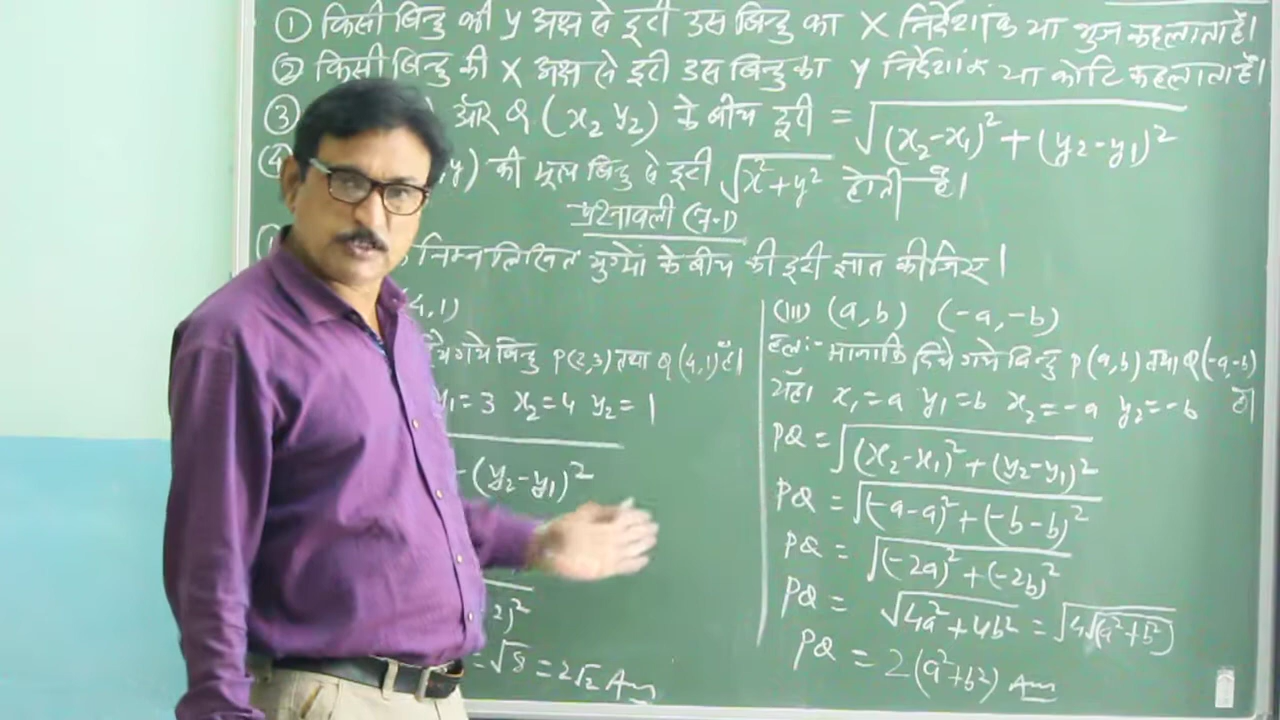 ① किसी बिन्दु की y अक्ष से दूरी उस बिन्दु का X निर्देशांक या भुज कहलाता है।
② किसी बिन्दु की X अक्ष से दूरी उस बिन्दु का y निर्देशांक या कोटि कहलाता है।
③ और Q (x₂ y₂) के बीच दूरी = √((x₂-x₁)² + (y₂-y₁)²)
④ y) की मूल बिन्दु से दूरी √(x²+y²) होती है।
प्रश्नावली (7.1)
निम्नलिखित युग्मों के बीच की दूरी ज्ञात कीजिए।
4,1)
गये बिन्दु P(2,3) तथा Q(4,1) हैं।
y₁=3 x₂=4 y₂=1
(y₂-y₁)²
2)²
=√8 = 2√2 Ans
(iii) (a,b) (-a,-b)
हलः- माना कि दिये गये बिन्दु P(a,b) तथा Q(-a,-b)
यहाँ x₁=a y₁=b x₂=-a y₂=-b है।
PQ = √((x₂-x₁)²+(y₂-y₁)²)
PQ = √((-a-a)²+(-b-b)²)
PQ = √((-2a)²+(-2b)²)
PQ = √(4a²+4b²) = √4√(a²+b²)
PQ = 2(a²+b²) Ans